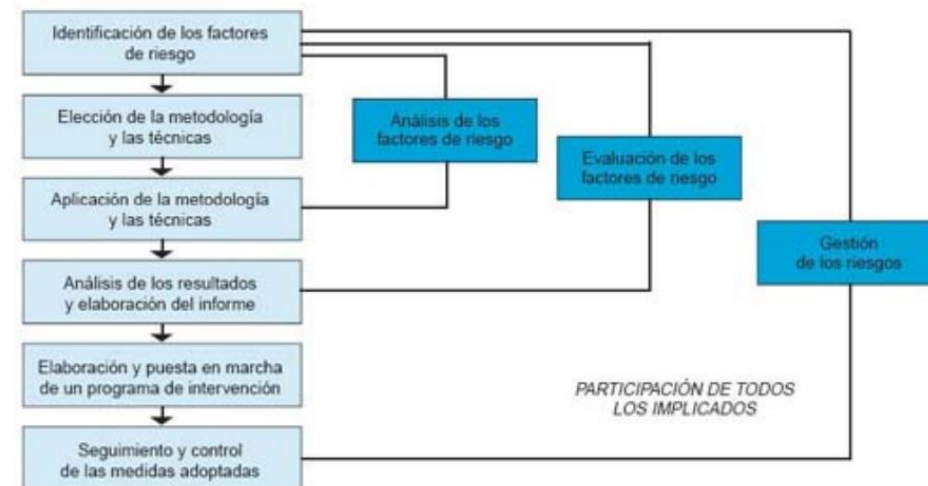 Identificación de los factores
de riesgo
Elección de la metodología
y las técnicas
Aplicación de la metodología
y las técnicas
Análisis de los resultados
y elaboración del informe
Elaboración y puesta en marcha
de un programa de intervención
Seguimiento y control
de las medidas adoptadas
Análisis de los
factores de riesgo
Evaluación de los
factores de riesgo
Gestión
de los riesgos
PARTICIPACIÓN DE TODOS
LOS IMPLICADOS